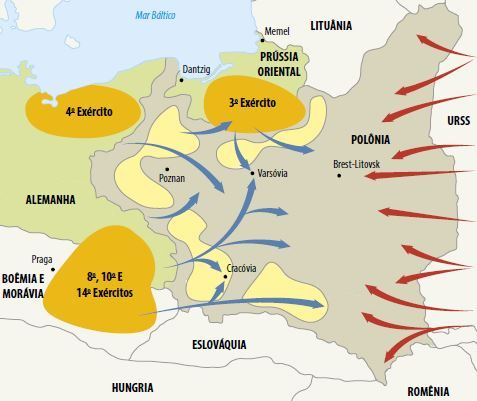 Mar Báltico
LITUÂNIA
Memel
PRÚSSIA
ORIENTAL
Dantzig
4º Exército
3º Exército
URSS
POLÔNIA
Brest-Litovsk
Varsóvia
Poznan
ALEMANHA
Praga
BOÊMIA E
MORÁVIA
8º, 10º E
14º Exércitos
Cracóvia
ESLOVÁQUIA
HUNGRIA
ROMÊNIA